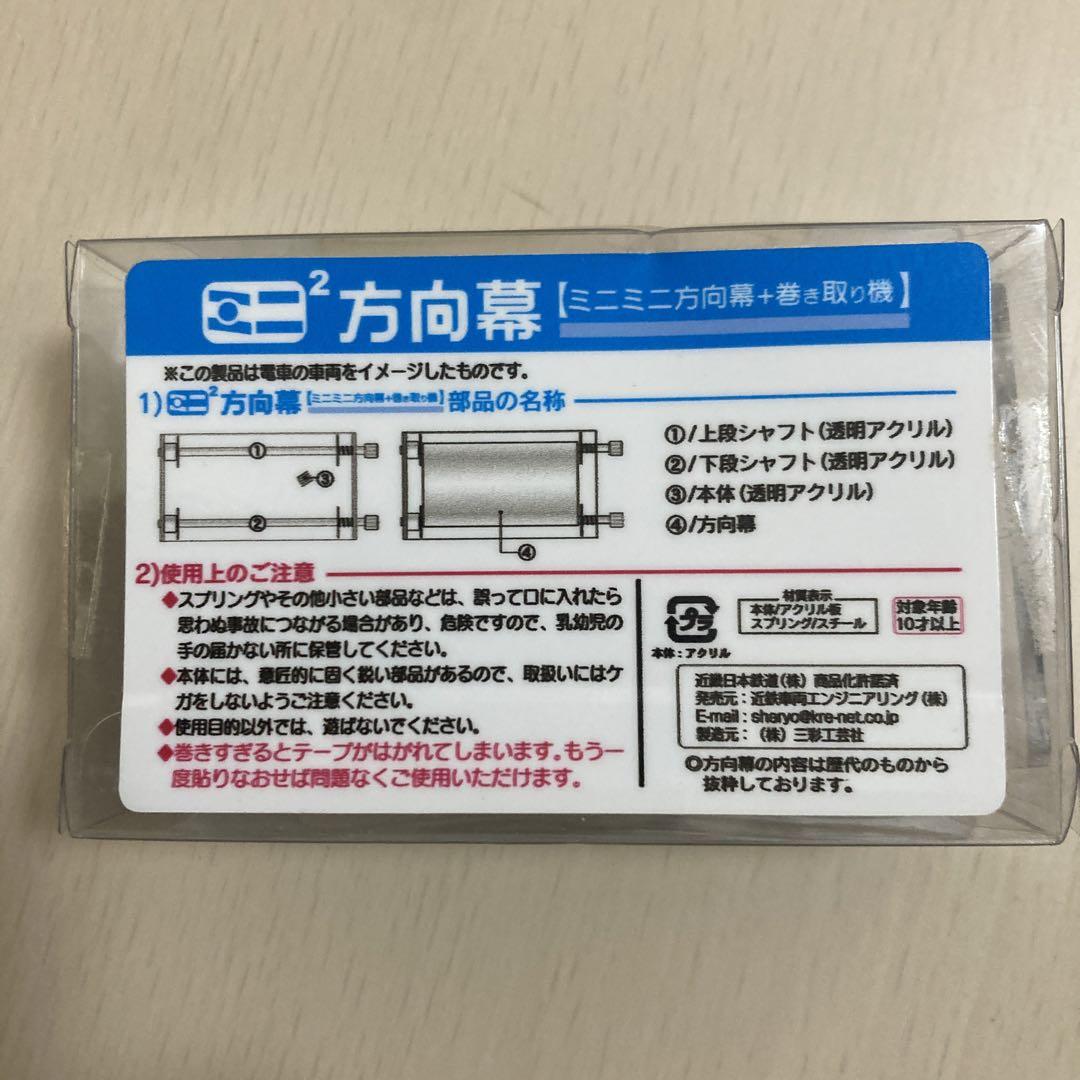 2方向幕【ミニミニ方向幕+巻き取り機】
※この製品は電車の車両をイメージしたものです。
1)2方向幕【ミニミニ方向幕+巻き取り機】部品の名称
①
③
②
④
①/上段シャフト(透明アクリル)
②/下段シャフト(透明アクリル)
③/本体(透明アクリル)
④/方向幕
2)使用上のご注意
◆スプリングやその他小さい部品などは、誤って口に入れたら
思わぬ事故につながる場合があり、危険ですので、乳幼児の
手の届かない所に保管してください。
◆本体には、意匠的に固く鋭い部品があるので、取扱いにはケ
ガをしないようご注意ください。
◆使用目的以外では、遊ばないでください。
◆巻きすぎるとテープがはがれてしまいます。もう一
度貼りなおせば問題なくご使用いただけます。
プラ
本体:アクリル
材質表示
本体/アクリル板
スプリング/スチール
対象年齢
10才以上
近畿日本鉄道(株)商品化許諾済
発売元:近鉄車両エンジニアリング(株)
E-mail:sharyo@kre-net.co.jp
製造元:(株)三彩工芸社
◎方向幕の内容は歴代のものから
抜粋しております。